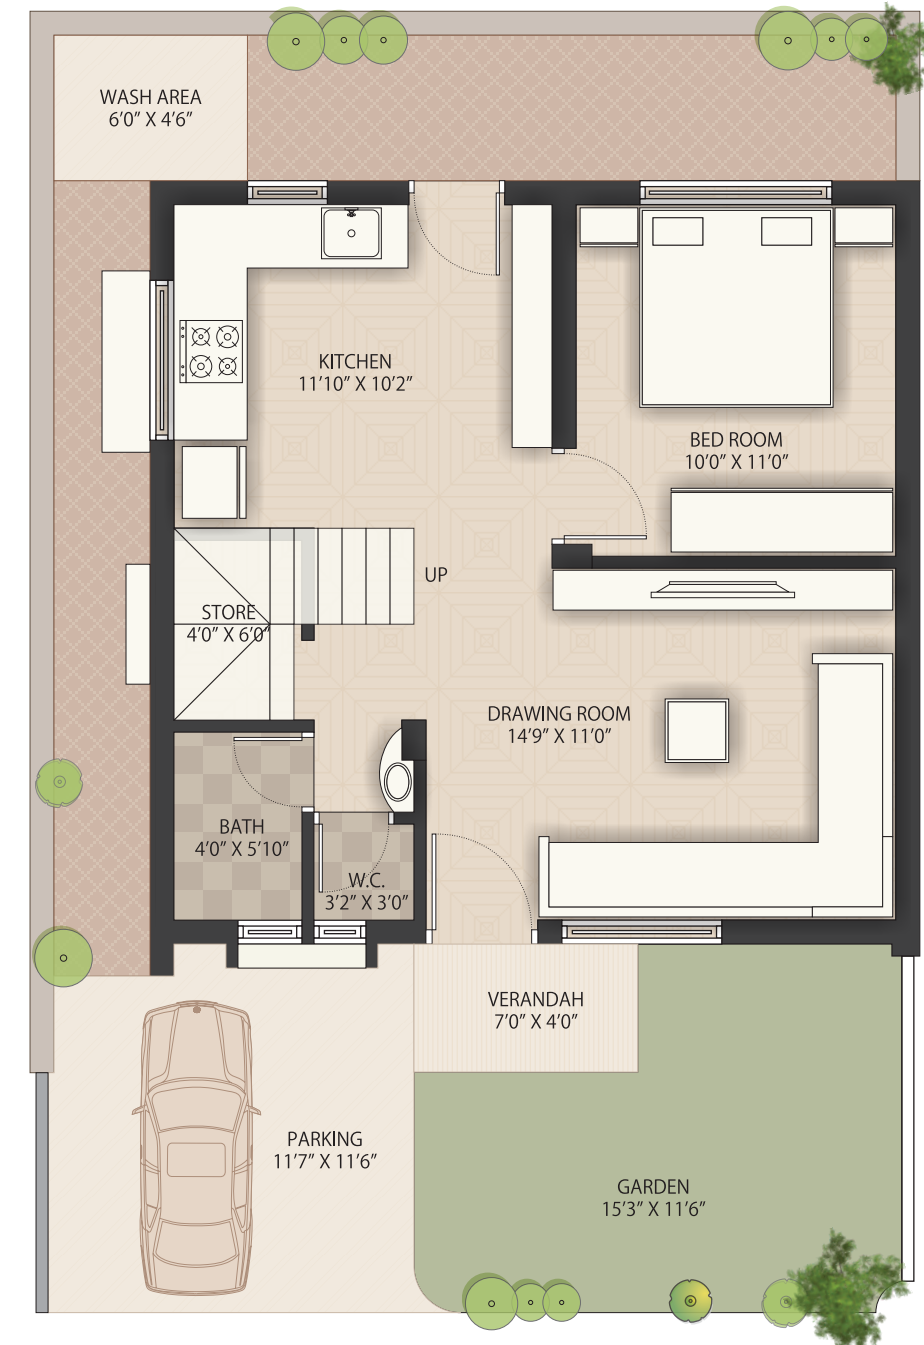 WASH AREA
6’0” X 4’6”
KITCHEN
11’10” X 10’2”
BED ROOM
10’0” X 11’0”
UP
STORE
4’0” X 6’0”
DRAWING ROOM
14’9” X 11’0”
BATH
4’0” X 5’10”
W.C.
3’2” X 3’0”
VERANDAH
7’0” X 4’0”
PARKING
11’7” X 11’6”
GARDEN
15’3” X 11’6”